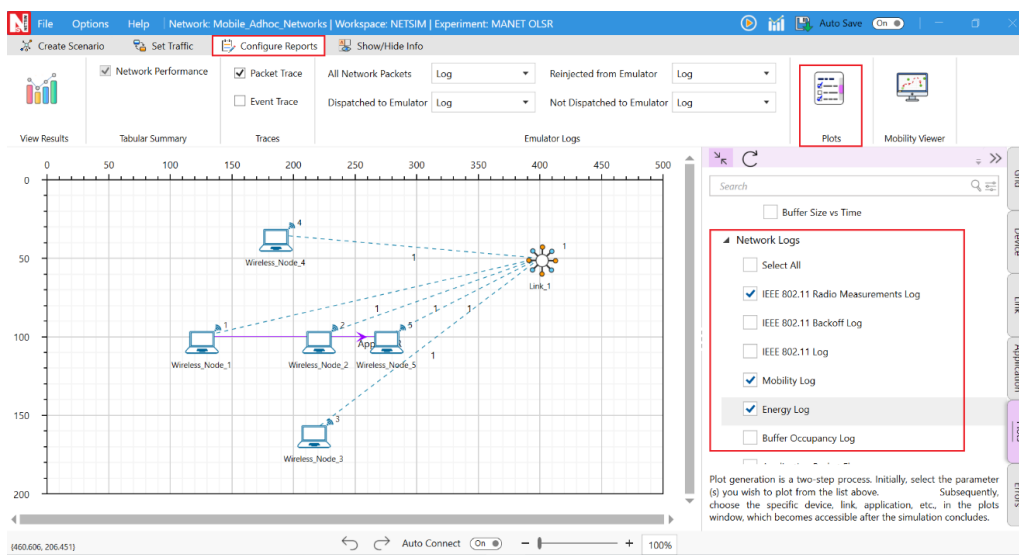 File Options Help Network: Mobile_Adhoc_Networks | Workspace: NETSIM | Experiment: MANET OLSR Auto Save On
Create Scenario Set Traffic Configure Reports Show/Hide Info
Network Performance Packet Trace All Network Packets Log Reinjected from Emulator Log
Event Trace Dispatched to Emulator Log Not Dispatched to Emulator Log
View Results Tabular Summary Traces Emulator Logs Plots Mobility Viewer
0 50 100 150 200 250 300 350 400 450 500
0
50
100
150
200
4
Wireless_Node_4
1
1
Link_1
1
1
1
1
1
Wireless_Node_1
2
Wireless_Node_2
5
Wireless_Node_5
App
3
Wireless_Node_3
Search
Buffer Size vs Time
Network Logs
Select All
IEEE 802.11 Radio Measurements Log
IEEE 802.11 Backoff Log
IEEE 802.11 Log
Mobility Log
Energy Log
Buffer Occupancy Log
Plot generation is a two-step process. Initially, select the parameter
(s) you wish to plot from the list above. Subsequently,
choose the specific device, link, application, etc., in the plots
window, which becomes accessible after the simulation concludes.
Grid
Device
Link
Application
Errors
(460.606, 206.451) Auto Connect On 100%